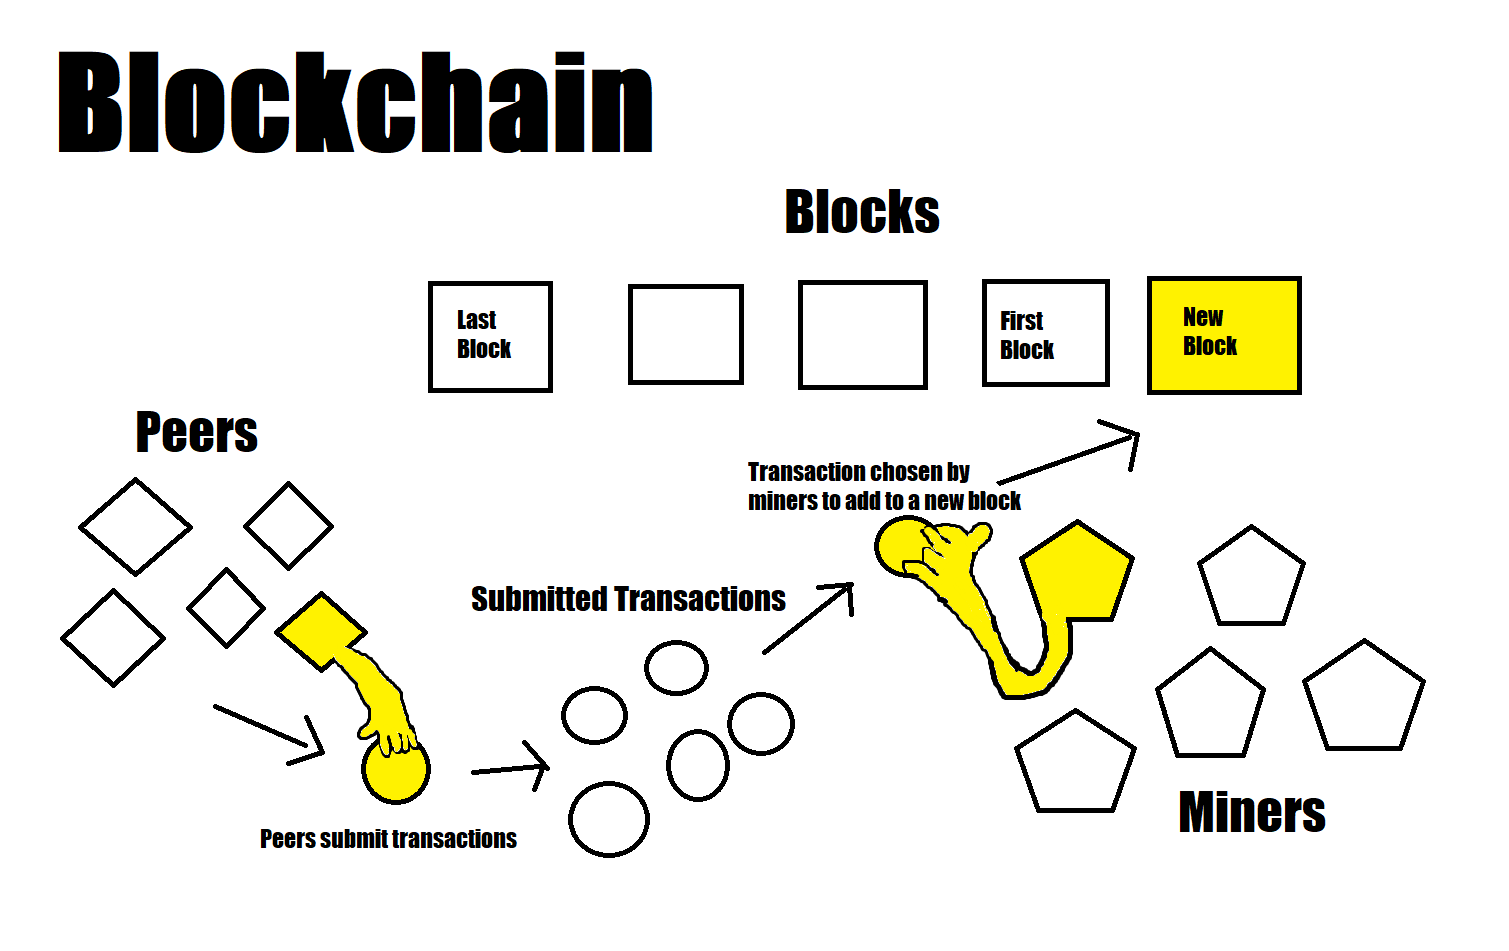 Blockchain
Blocks
Last
Block
First
Block
New
Block
Peers
Transaction chosen by
miners to add to a new block
Submitted Transactions
Peers submit transactions
Miners